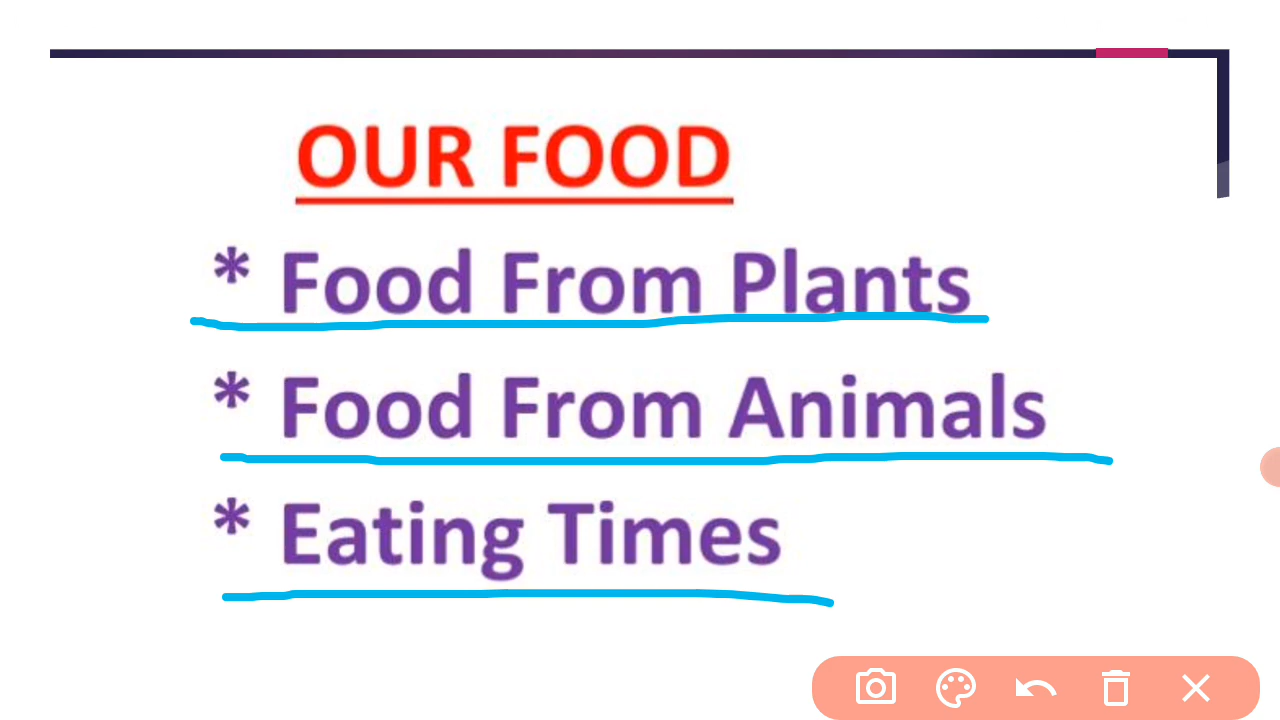 OUR FOOD
* Food From Plants
* Food From Animals
* Eating Times